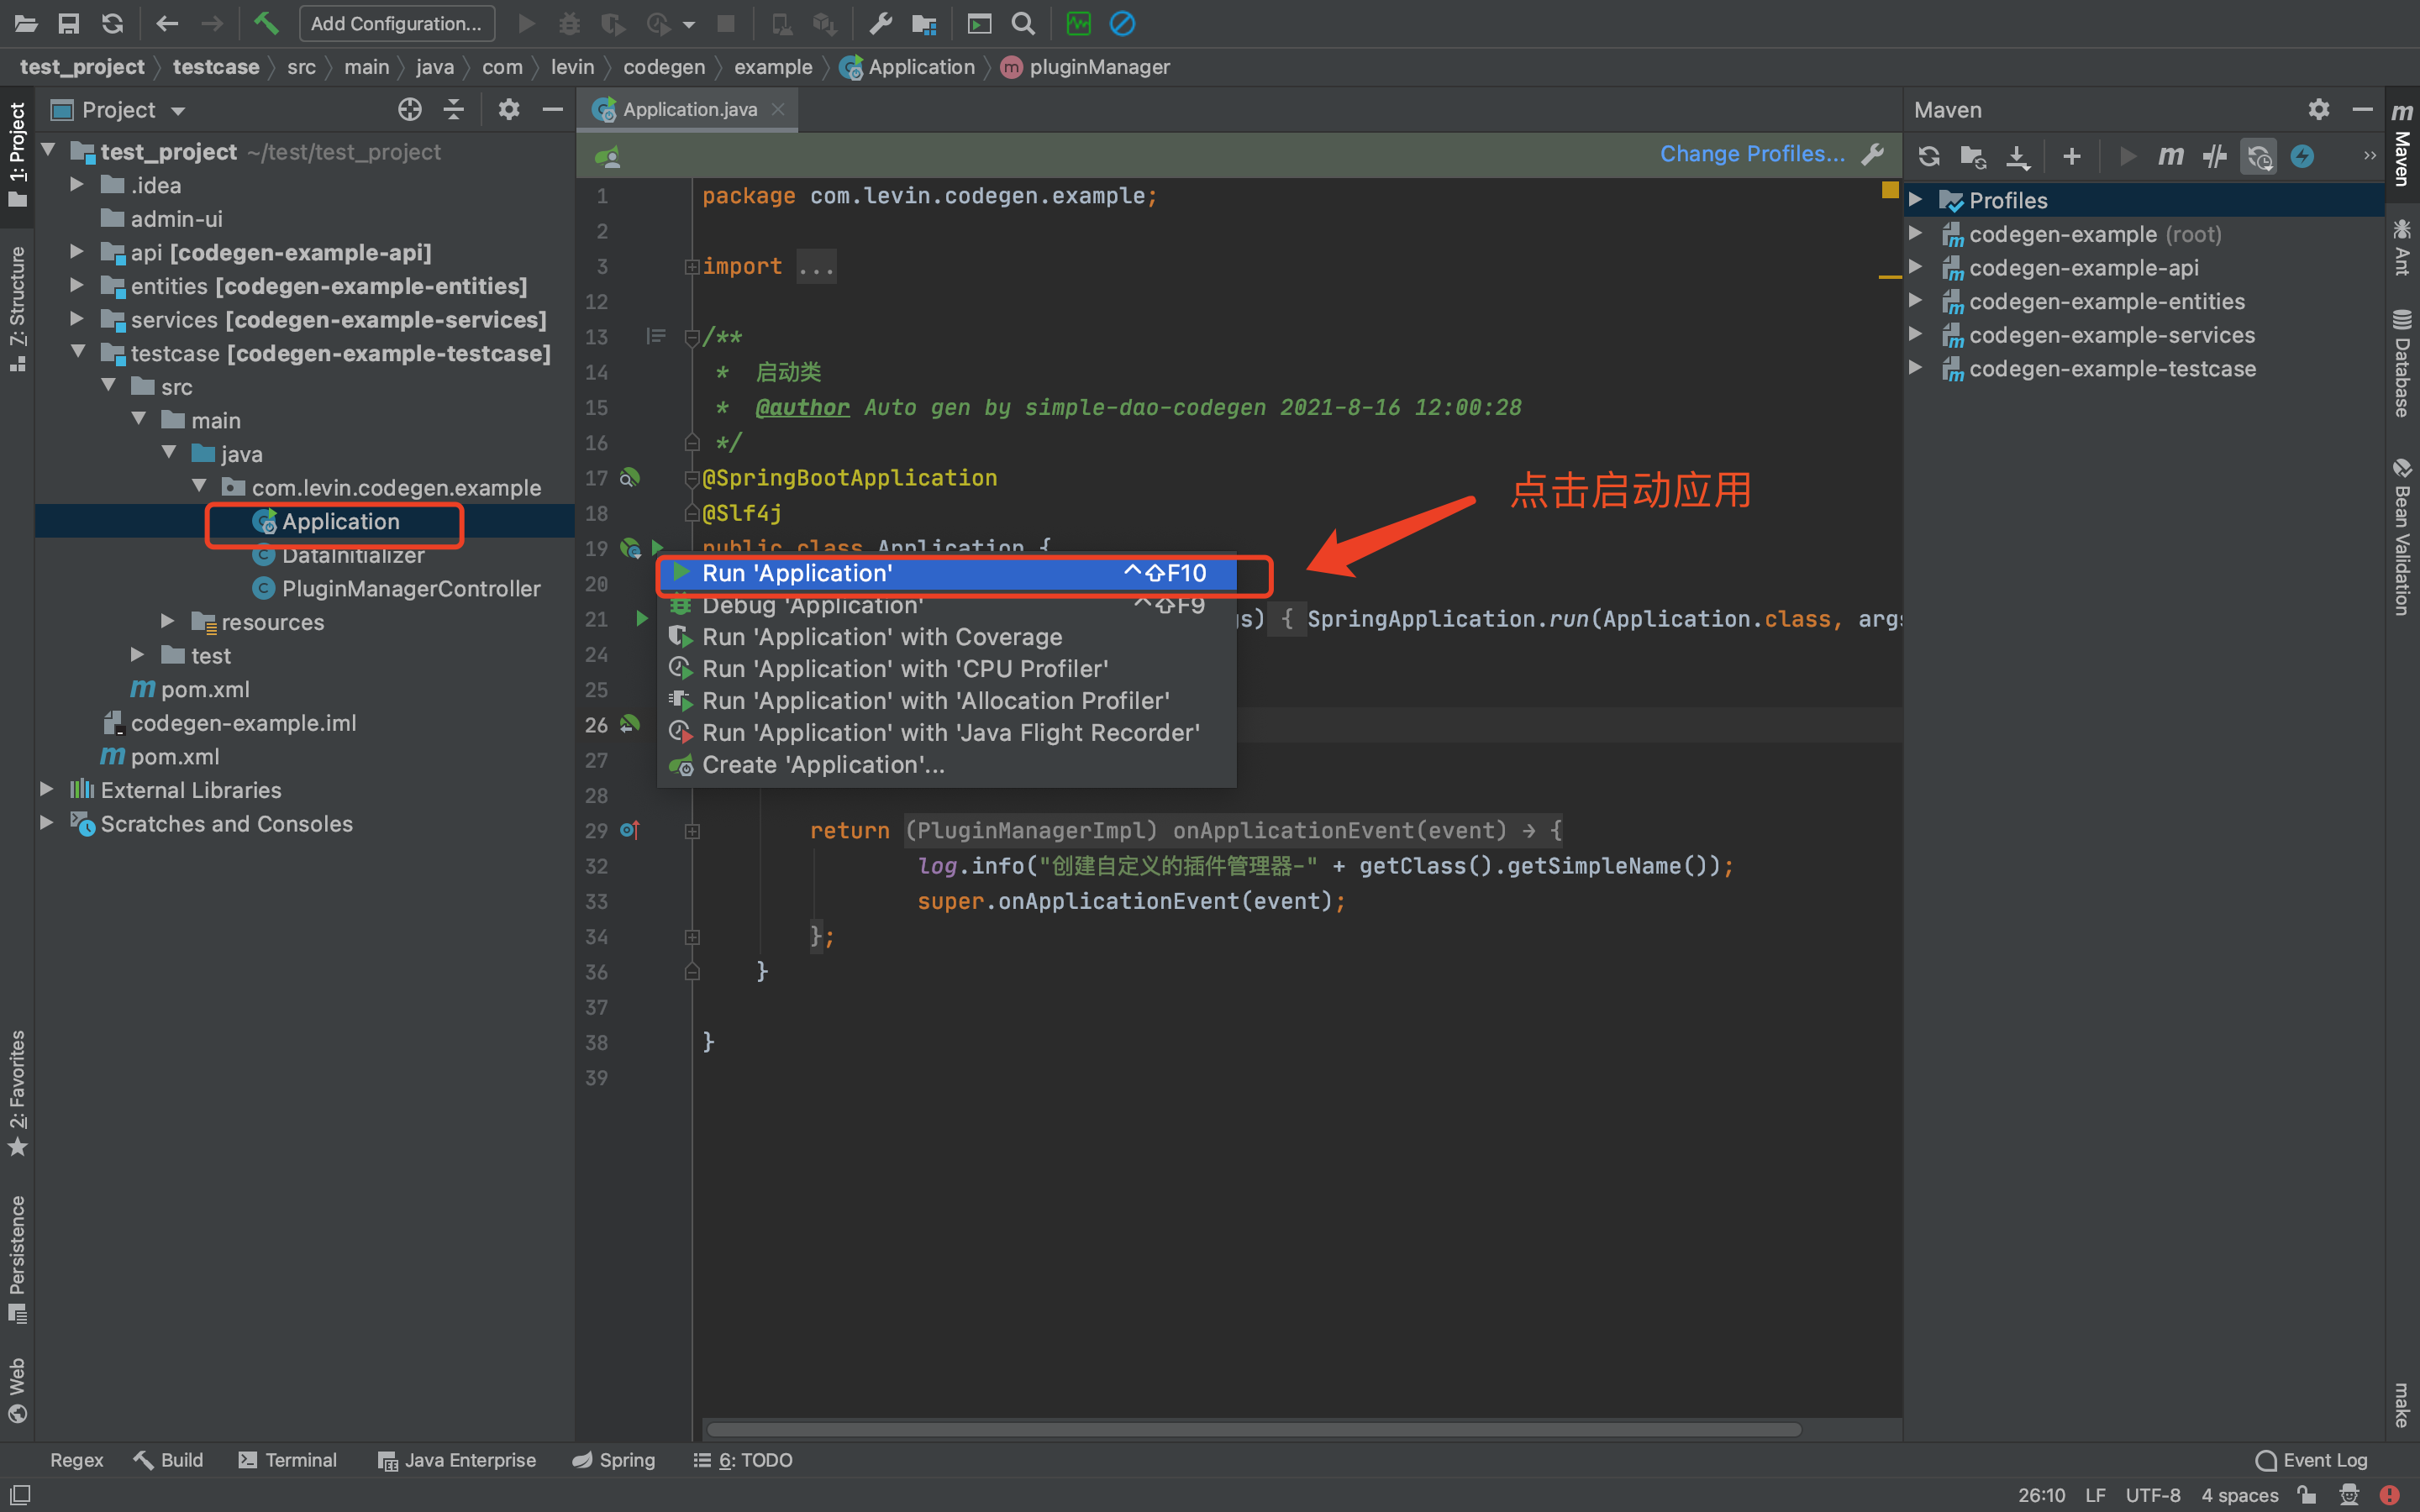 Add Configuration...
test_project
testcase
src
main
java
com
levin
codegen
example
Application
pluginManager
1: Project
7: Structure
2: Favorites
Persistence
Web
Project
test_project ~/test/test_project
.idea
admin-ui
api [codegen-example-api]
entities [codegen-example-entities]
services [codegen-example-services]
testcase [codegen-example-testcase]
src
main
java
com.levin.codegen.example
Application
DataInitializer
PluginManagerController
resources
test
pom.xml
codegen-example.iml
pom.xml
External Libraries
Scratches and Consoles
Application.java
Change Profiles...
1 package com.levin.codegen.example;
2
3 import ...
12
13 /**
14 * 启动类
15 * @author Auto gen by simple-dao-codegen 2021-8-16 12:00:28
16 */
17 @SpringBootApplication
18 @Slf4j
19 public class Application {
点击启动应用
20
21 s) { SpringApplication.run(Application.class, args
24
25
26
27
28
Run 'Application' ^⇧F10
Debug 'Application' ^⇧F9
Run 'Application' with Coverage
Run 'Application' with 'CPU Profiler'
Run 'Application' with 'Allocation Profiler'
Run 'Application' with 'Java Flight Recorder'
Create 'Application'...
29 return (PluginManagerImpl) onApplicationEvent(event) → {
32 log.info("创建自定义的插件管理器-" + getClass().getSimpleName());
33 super.onApplicationEvent(event);
34 };
36 }
37
38 }
39
Maven
Profiles
codegen-example (root)
codegen-example-api
codegen-example-entities
codegen-example-services
codegen-example-testcase
Maven
Ant
Database
Bean Validation
make
Regex
Build
Terminal
Java Enterprise
Spring
6: TODO
Event Log
26:10 LF UTF-8 4 spaces